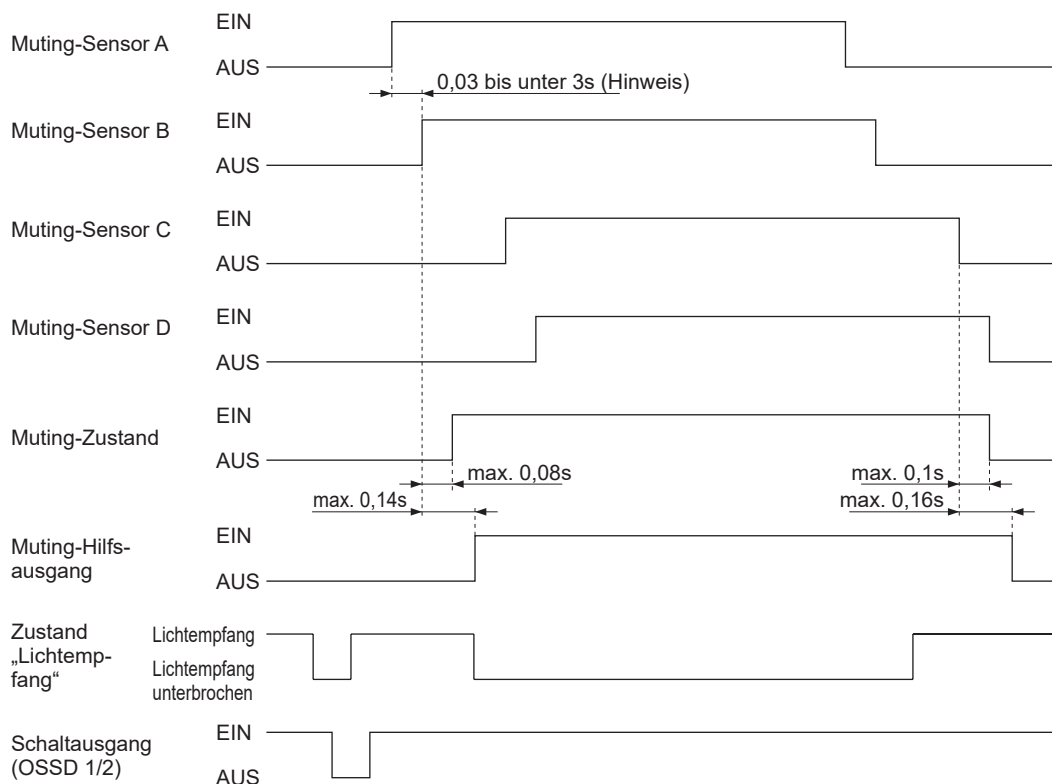 EIN
Muting-Sensor A
AUS
0,03 bis unter 3s (Hinweis)
EIN
Muting-Sensor B
AUS
EIN
Muting-Sensor C
AUS
EIN
Muting-Sensor D
AUS
EIN
Muting-Zustand
AUS
max. 0,08s
max. 0,1s
max. 0,14s
max. 0,16s
EIN
Muting-Hilfs-
ausgang
AUS
Zustand
„Lichtemp-
fang“
Lichtempfang
Lichtempfang
unterbrochen
EIN
Schaltausgang
(OSSD 1/2)
AUS